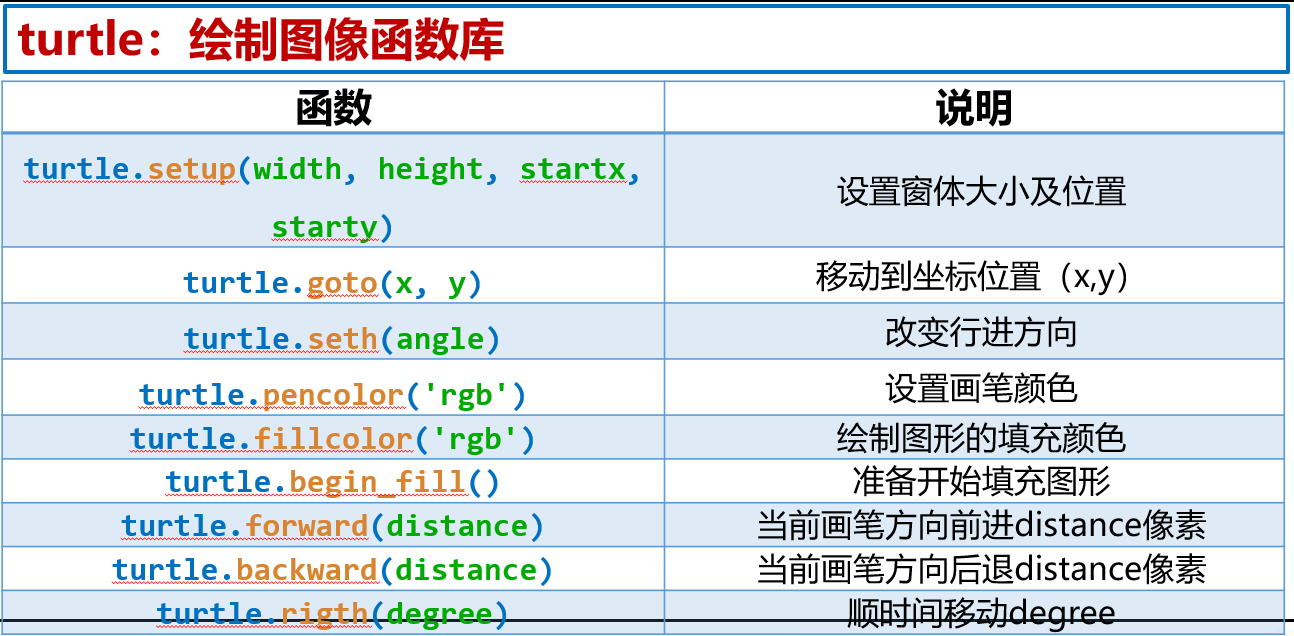 turtle：绘制图像函数库
函数
说明
turtle.setup(width, height, startx,
starty)
设置窗体大小及位置
turtle.goto(x, y)
移动到坐标位置（x,y）
turtle.seth(angle)
改变行进方向
turtle.pencolor('rgb')
设置画笔颜色
turtle.fillcolor('rgb')
绘制图形的填充颜色
turtle.begin_fill()
准备开始填充图形
turtle.forward(distance)
当前画笔方向前进distance像素
turtle.backward(distance)
当前画笔方向后退distance像素
turtle.rigth(degree)
顺时间移动degree